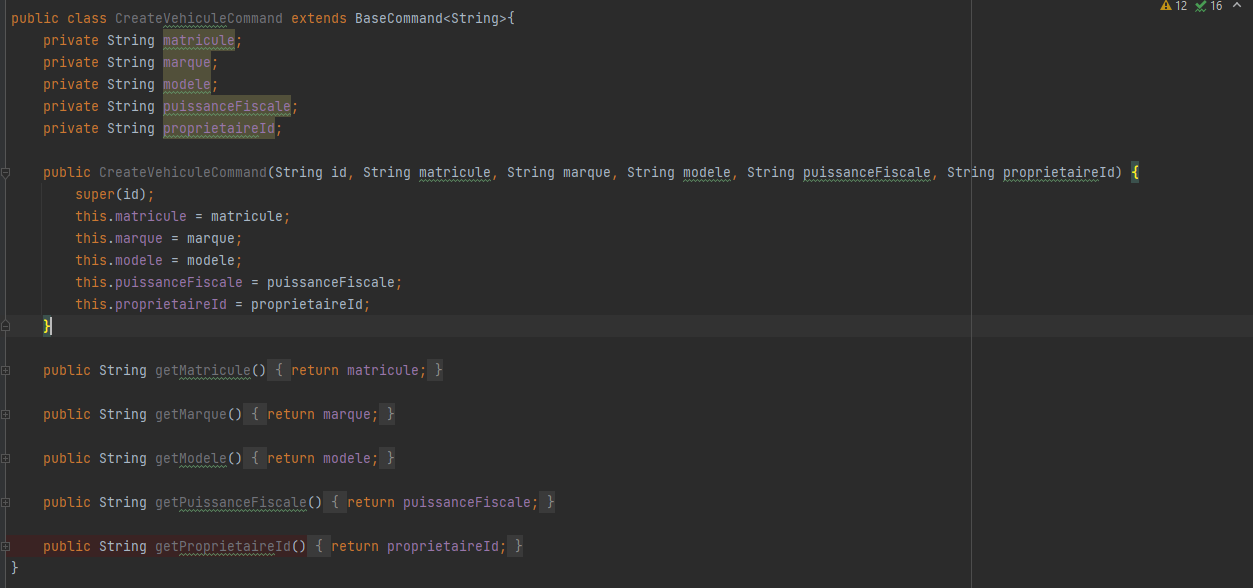 12 16
public class CreateVehiculeCommand extends BaseCommand<String>{
    private String matricule;
    private String marque;
    private String modele;
    private String puissanceFiscale;
    private String proprietaireId;
    public CreateVehiculeCommand(String id, String matricule, String marque, String modele, String puissanceFiscale, String proprietaireId) {
        super(id);
        this.matricule = matricule;
        this.marque = marque;
        this.modele = modele;
        this.puissanceFiscale = puissanceFiscale;
        this.proprietaireId = proprietaireId;
    }
    public String getMatricule() { return matricule; }
    public String getMarque() { return marque; }
    public String getModele() { return modele; }
    public String getPuissanceFiscale() { return puissanceFiscale; }
    public String getProprietaireId() { return proprietaireId; }
}